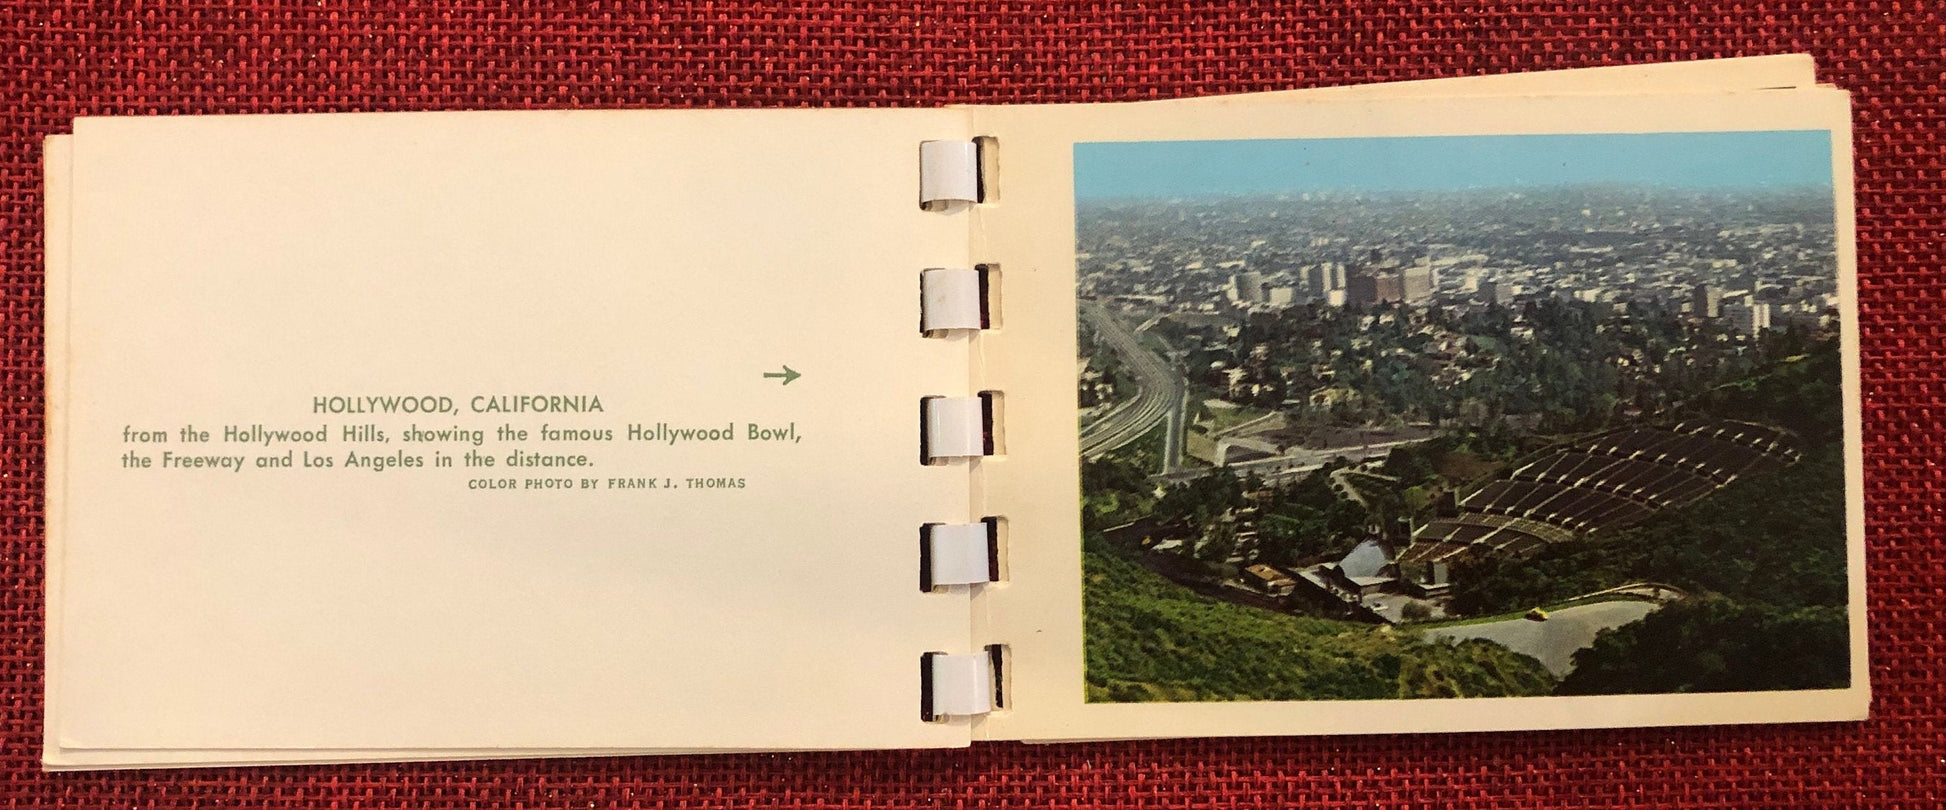 →
HOLLYWOOD, CALIFORNIA
from the Hollywood Hills, showing the famous Hollywood Bowl,
the Freeway and Los Angeles in the distance.
COLOR PHOTO BY FRANK J. THOMAS